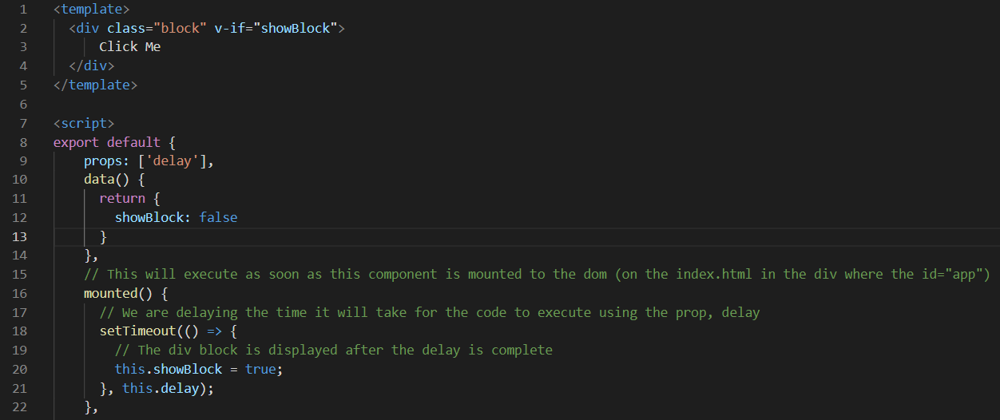 1 <template>
2   <div class="block" v-if="showBlock">
3       Click Me
4   </div>
5 </template>
6
7 <script>
8 export default {
9     props: ['delay'],
10     data() {
11       return {
12         showBlock: false
13       }
14     },
15     // This will execute as soon as this component is mounted to the dom (on the index.html in the div where the id="app")
16     mounted() {
17       // We are delaying the time it will take for the code to execute using the prop, delay
18       setTimeout(() => {
19         // The div block is displayed after the delay is complete
20         this.showBlock = true;
21       }, this.delay);
22     },